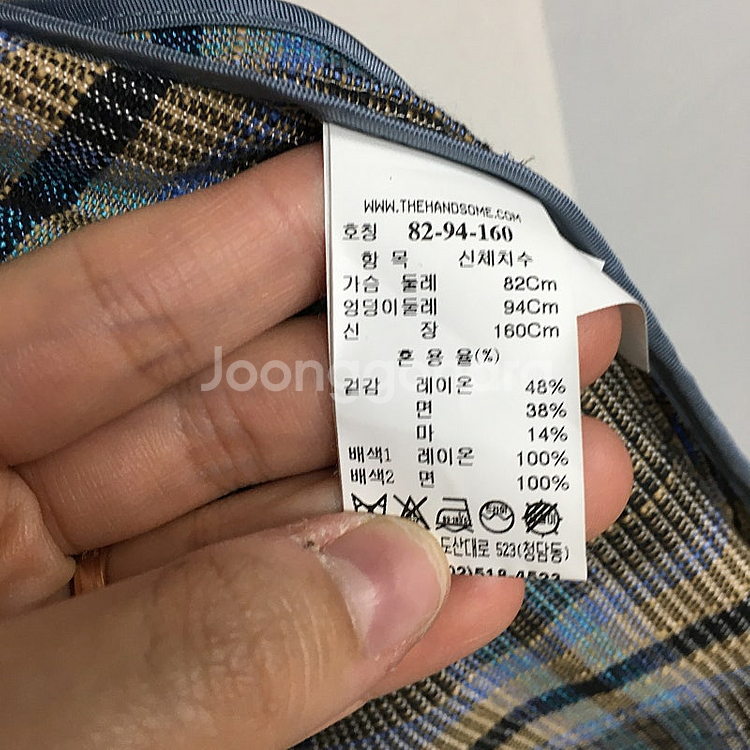 WWW.THEHANDSOME.COM
호칭 82-94-160
항 목 신체치수
가슴 둘레 82Cm
엉덩이둘레 94Cm
신 장 160Cm
혼 용 율(%)
겉감 레이온 48%
면 38%
마 14%
배색1 레이온 100%
배색2 면 100%
도산대로 523(청담동)
02)518-4533